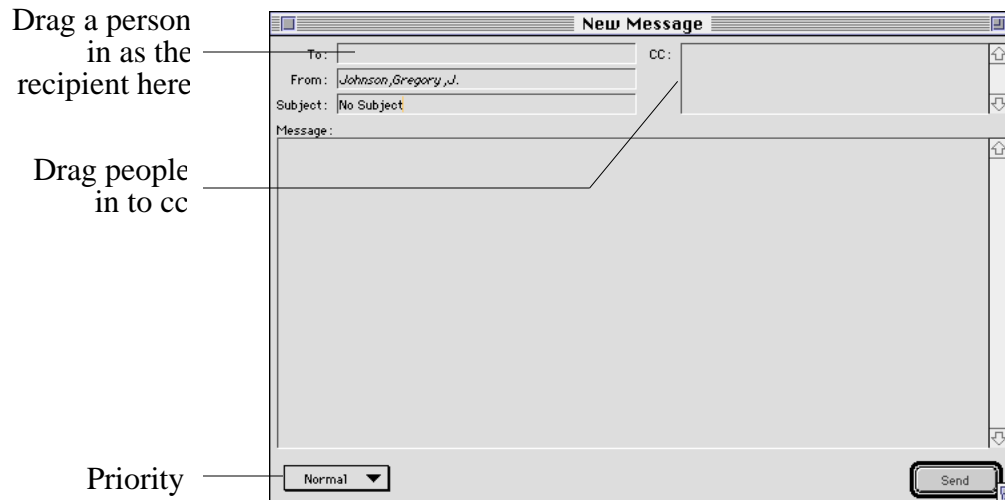 Drag a person
in as the
recipient here
Drag people
in to cc
Priority
New Message
To:
CC:
From: Johnson,Gregory,J.
Subject: No Subject
Message:
Normal
Send